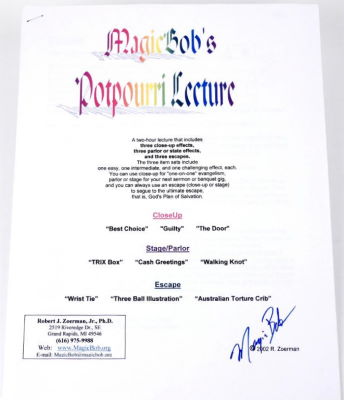 MagicBob's
Potpourri Lecture
A two-hour lecture that includes
three close-up effects,
three parlor or state effects,
and three escapes.
The three item sets include
one easy, one intermediate, and one challenging effect, each.
You can use close-up for "one-on-one" evangelism,
parlor or stage for your next sermon or banquet gig,
and you can always use an escape (close-up or stage)
to segue to the ultimate escape,
that is, God's Plan of Salvation.
CloseUp
"Best Choice" "Guilty" "The Door"
Stage/Parlor
"TRIX Box" "Cash Greetings" "Walking Knot"
Escape
"Wrist Tie" "Three Ball Illustration" "Australian Torture Crib"
Robert J. Zoerman, Jr., Ph.D.
2519 Riveredge Dr., SE
Grand Rapids, MI 49546
(616) 975-9988
Web: www.MagicBob.org
E-mail: MagicBob@magicbob.org
Magic Bob
©2002 R. Zoerman